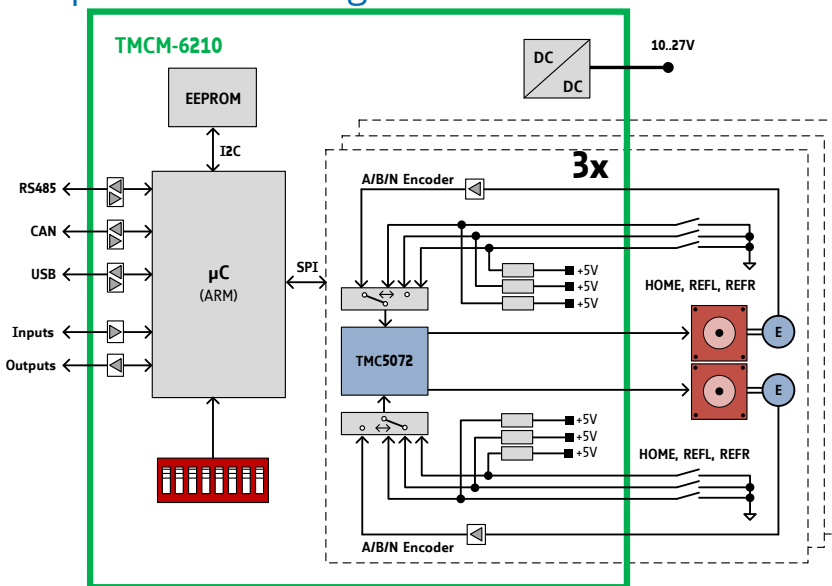 TMCM-6210
DC
DC
10..27V
EEPROM
I2C
3x
A/B/N Encoder
RS485
CAN
USB
Inputs
Outputs
µC
(ARM)
SPI
+5V
+5V
+5V
HOME, REFL, REFR
TMC5072
E
E
+5V
+5V
+5V
HOME, REFL, REFR
A/B/N Encoder